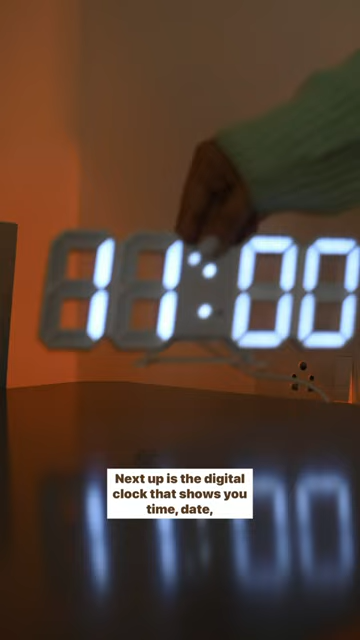 11:00
Next up is the digital
clock that shows you
time, date,